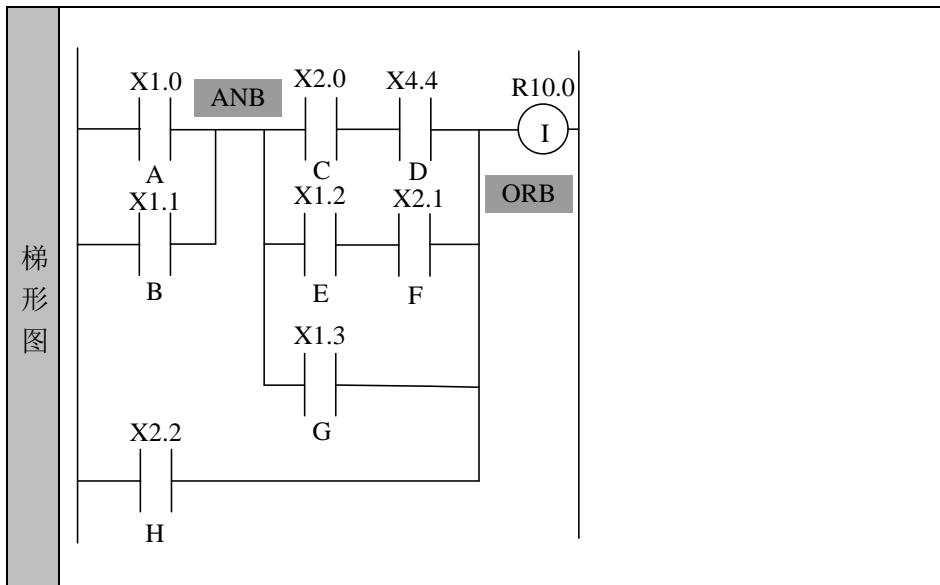 梯形图
X1.0
ANB
X2.0
X4.4
R10.0
I
A
C
D
X1.1
X1.2
X2.1
ORB
B
E
F
X1.3
G
X2.2
H